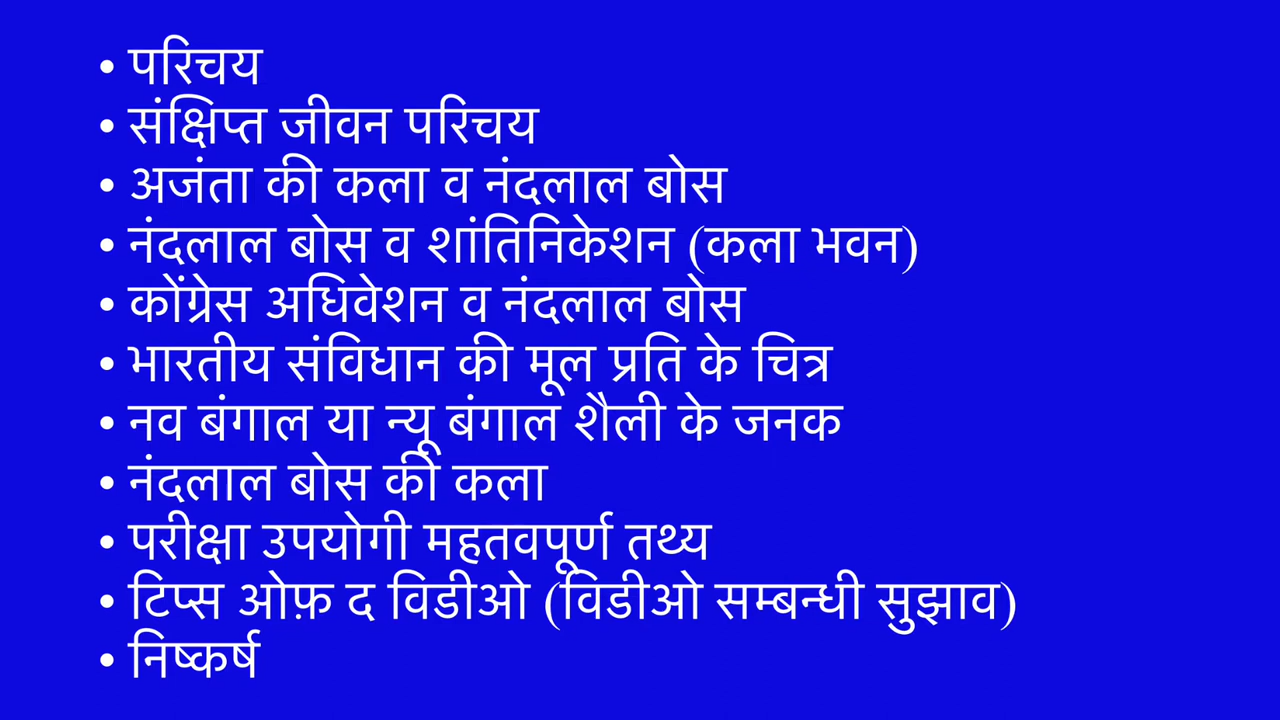 • परिचय
• संक्षिप्त जीवन परिचय
• अजंता की कला व नंदलाल बोस
• नंदलाल बोस व शांतिनिकेशन (कला भवन)
• कोंग्रेस अधिवेशन व नंदलाल बोस
• भारतीय संविधान की मूल प्रति के चित्र
• नव बंगाल या न्यू बंगाल शैली के जनक
• नंदलाल बोस की कला
• परीक्षा उपयोगी महतवपूर्ण तथ्य
• टिप्स ओफ़ द विडीओ (विडीओ सम्बन्धी सुझाव)
• निष्कर्ष